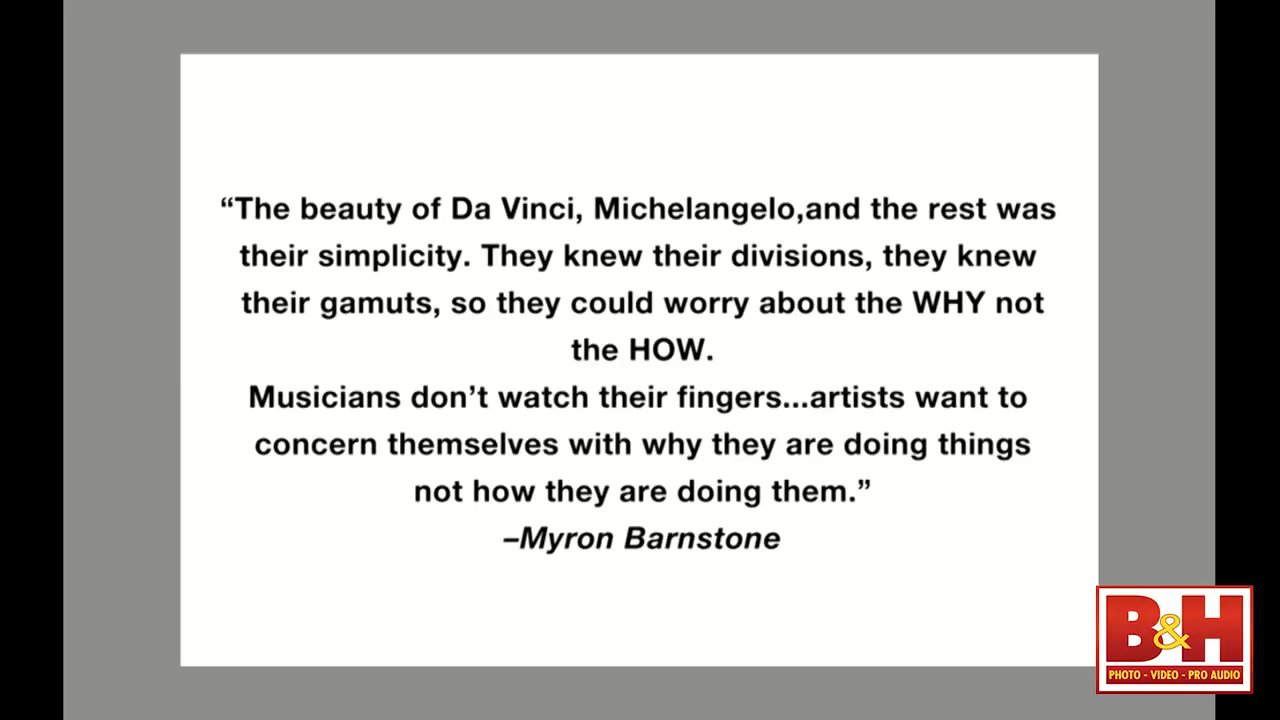 “The beauty of Da Vinci, Michelangelo,and the rest was
their simplicity. They knew their divisions, they knew
their gamuts, so they could worry about the WHY not
the HOW.
Musicians don’t watch their fingers...artists want to
concern themselves with why they are doing things
not how they are doing them.”
–Myron Barnstone
B&H
PHOTO - VIDEO - PRO AUDIO